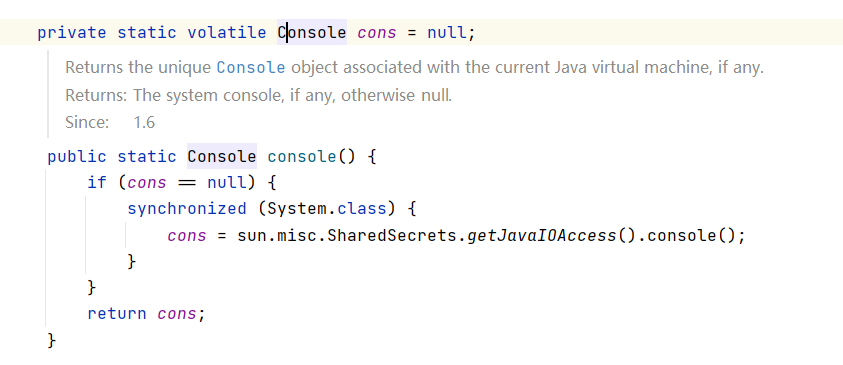 private static volatile Console cons = null;
Returns the unique Console object associated with the current Java virtual machine, if any.
Returns: The system console, if any, otherwise null.
Since: 1.6
public static Console console() {
if (cons == null) {
synchronized (System.class) {
cons = sun.misc.SharedSecrets.getJavaIOAccess().console();
}
}
return cons;
}